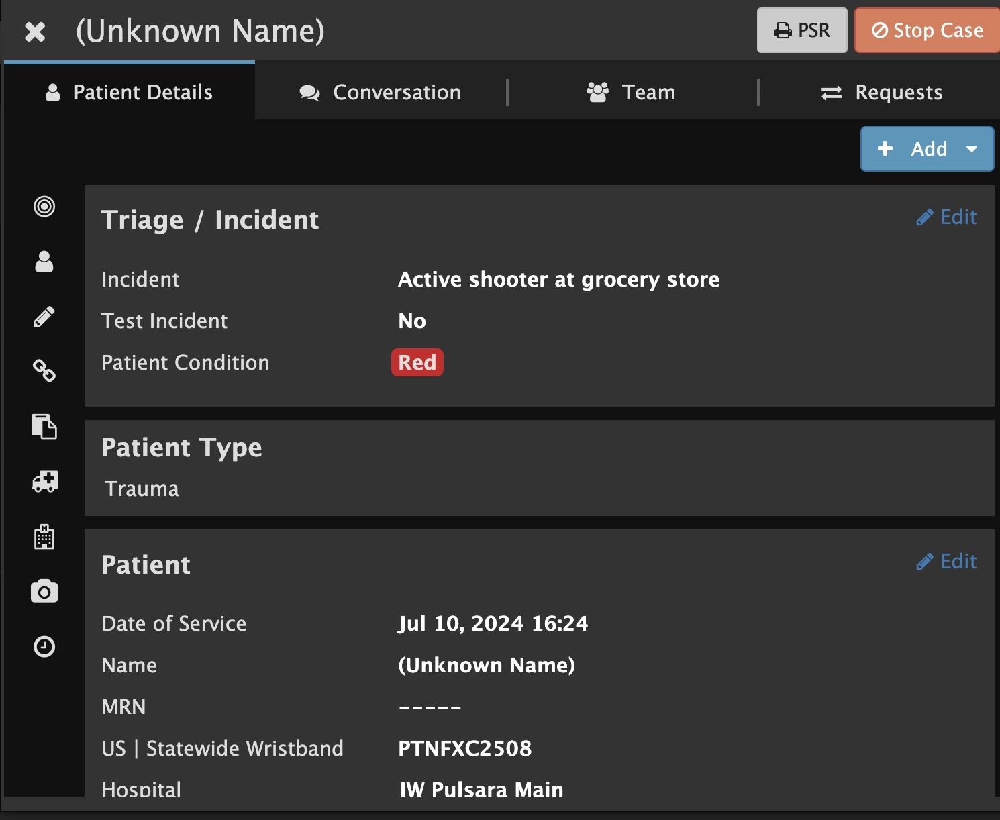 (Unknown Name)
PSR
Stop Case
Patient Details
Conversation
Team
Requests
Add
Triage / Incident
Edit
Incident
Active shooter at grocery store
Test Incident
No
Patient Condition
Red
Patient Type
Trauma
Patient
Edit
Date of Service
Jul 10, 2024 16:24
Name
(Unknown Name)
MRN
-----
US | Statewide Wristband
PTNFXC2508
Hospital
IW Pulsara Main